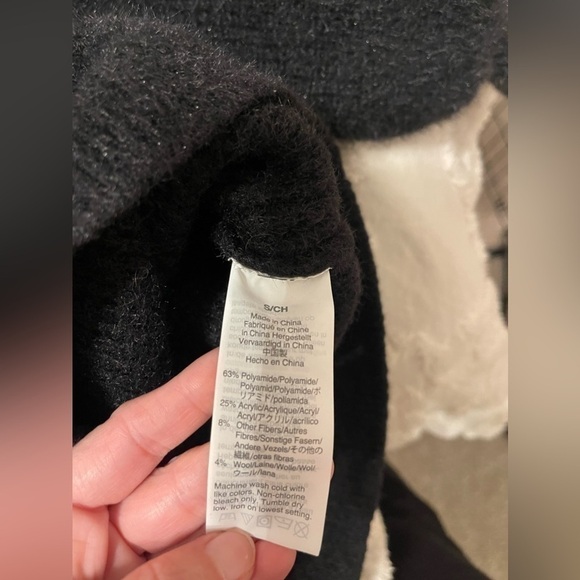 S/CH
Made in China
Fabriqué en Chine
in China Hergestellt
Vervaardigd in China
中国製
Hecho en China
63% Polyamide/Polyamide/
Polyamid/Polyamide/ポ
リアミド/poliamida
25% Acrylic/Acrylique/Acryl/
Acryl/アクリル/acrílico
8% Other Fibers/Autres
Fibres/Sonstige Fasern/
Andere Vezels/その他の
繊維/otras fibras
4% Wool/Laine/Wolle/Wol/
ウール/lana
Machine wash cold with
like colors. Non-chlorine
bleach only. Tumble dry
low. Iron on lowest setting.